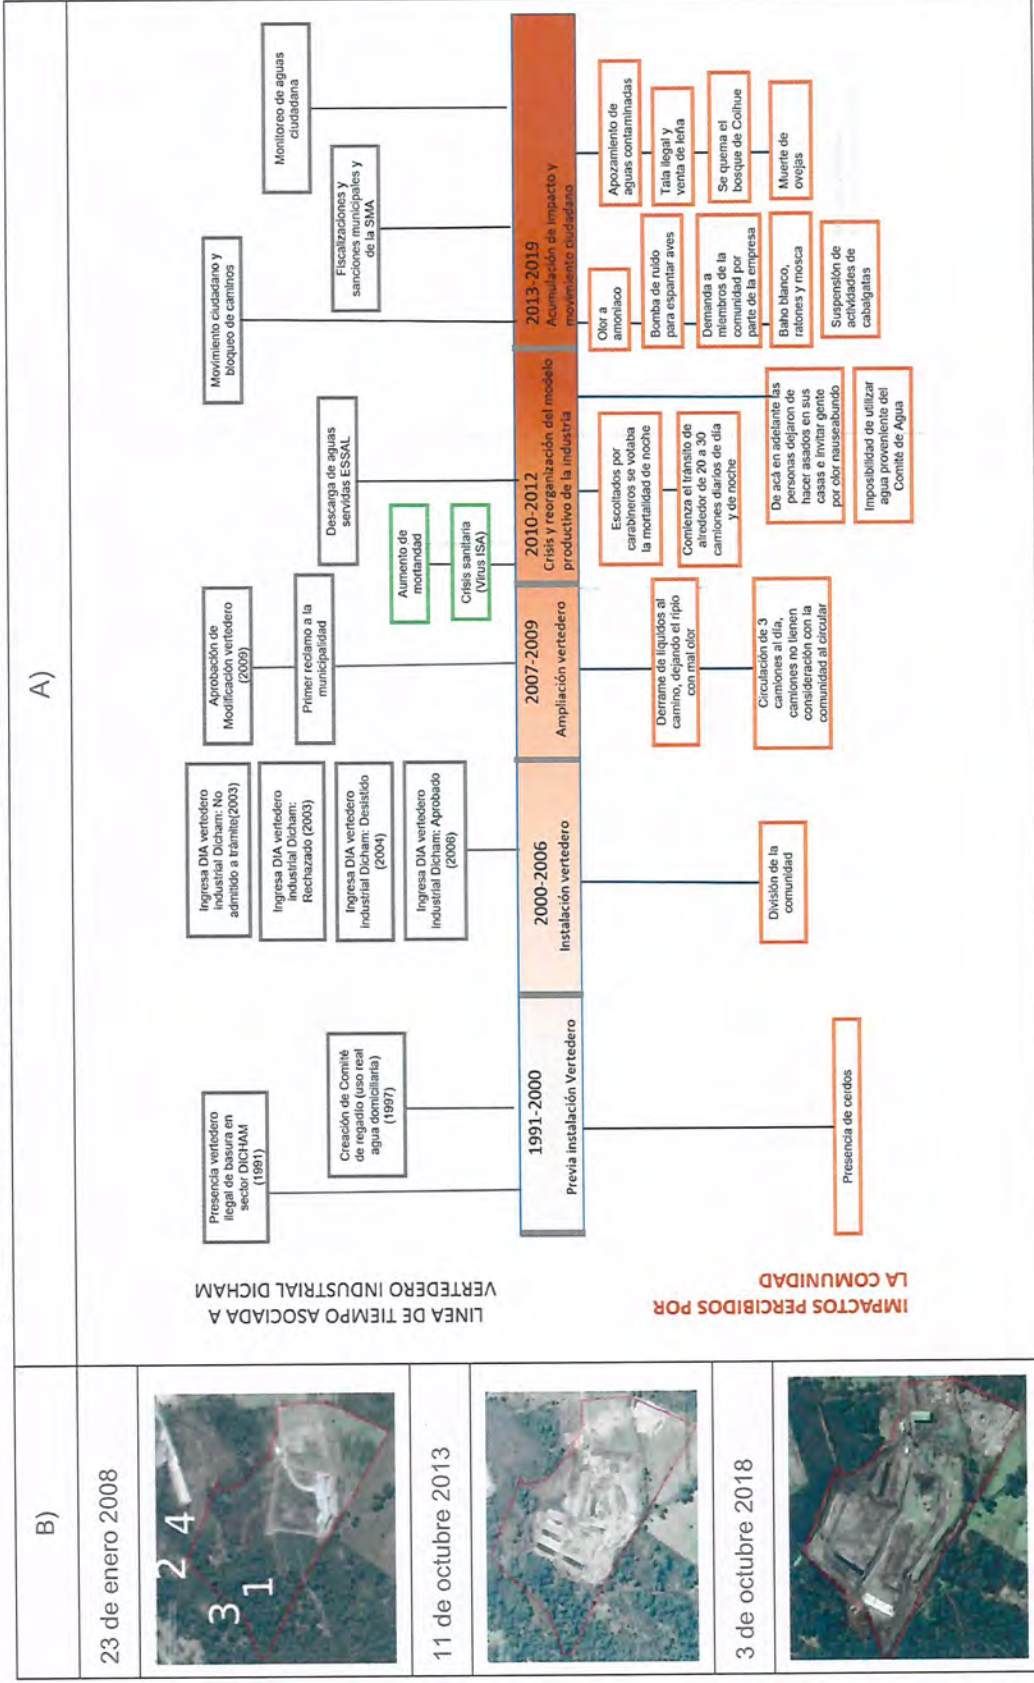 A)
LINEA DE TIEMPO ASOCIADA A
VERTEDERO INDUSTRIAL DICHAM
Presencia vertedero
ilegal de basura en
sector DICHAM
(1991)
Creación de Comité
de regadío (uso real
agua domiciliaria)
(1997)
Ingresa DIA vertedero
industrial Dicham: No
admitido a trámite(2003)
Ingresa DIA vertedero
industrial Dicham:
Rechazado (2003)
Ingresa DIA vertedero
Industrial Dicham: Desistido
(2004)
Ingresa DIA vertedero
Industrial Dicham: Aprobado
(2006)
Aprobación de
Modificación vertedero
(2009)
Primer reclamo a la
municipalidad
Aumento de
mortandad
Crisis sanitaria
(Virus ISA)
Descarga de aguas
servidas ESSAL
Movimiento ciudadano y
bloqueo de caminos
Fiscalizaciones y
sanciones municipales y
de la SMA
Monitoreo de aguas
ciudadana
1991-2000
Previa instalación Vertedero
2000-2006
Instalación vertedero
2007-2009
Ampliación vertedero
2010-2012
Crisis y reorganización del modelo
productivo de la industria
2013-2019
Acumulación de impacto y
movimiento ciudadano
IMPACTOS PERCIBIDOS POR
LA COMUNIDAD
Presencia de cerdos
División de la
comunidad
Derrame de líquidos al
camino, dejando el ripio
con mal olor
Circulación de 3
camiones al día,
camiones no tienen
consideración con la
comunidad al circular
Escoltados por
carabineros se votaba
la mortalidad de noche
Comienza el tránsito de
alrededor de 20 a 30
camiones diarios de día
y de noche
De acá en adelante las
personas dejaron de
hacer asados en sus
casas e invitar gente
por olor nauseabundo
Imposibilidad de utilizar
agua proveniente del
Comité de Agua
Olor a
amoniaco
Bomba de ruido
para espantar aves
Demanda a
miembros de la
comunidad por
parte de la empresa
Baho blanco,
ratones y mosca
Suspensión de
actividades de
cabalgatas
Apozamiento de
aguas contaminadas
Tala ilegal y
venta de leña
Se quema el
bosque de Coihue
Muerte de
ovejas
B)
23 de enero 2008
2 4
3
1
11 de octubre 2013
3 de octubre 2018